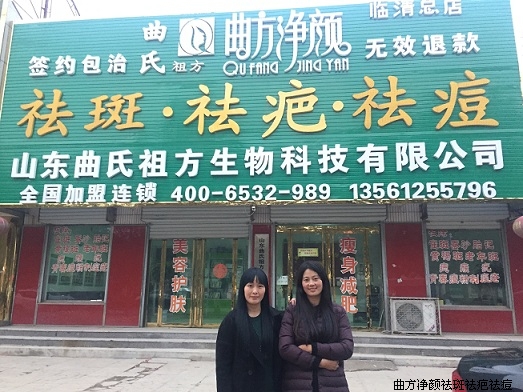 曲氏
祖方
曲方净颜
QU FANG JING YAN
临清总店
签约包治
无效退款
祛斑·祛疤·祛痘
山东曲氏祖方生物科技有限公司
全国加盟连锁 400-6532-989 13561255796
美容护肤
瘦身减肥
曲方净颜祛斑祛疤祛痘